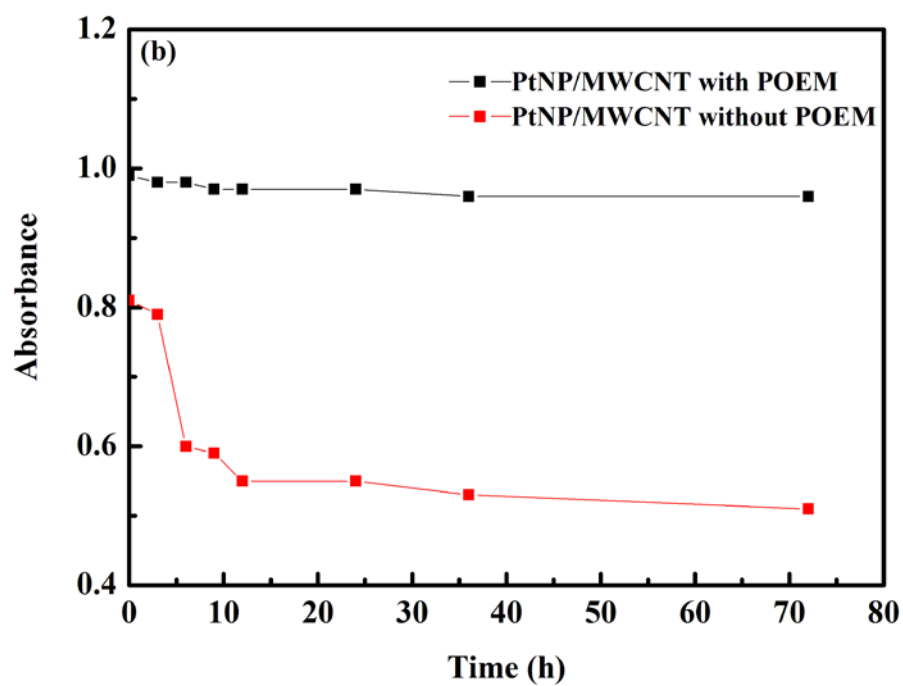 (b)
PtNP/MWCNT with POEM
PtNP/MWCNT without POEM
Absorbance
1.2
1.0
0.8
0.6
0.4
0 10 20 30 40 50 60 70 80
Time (h)